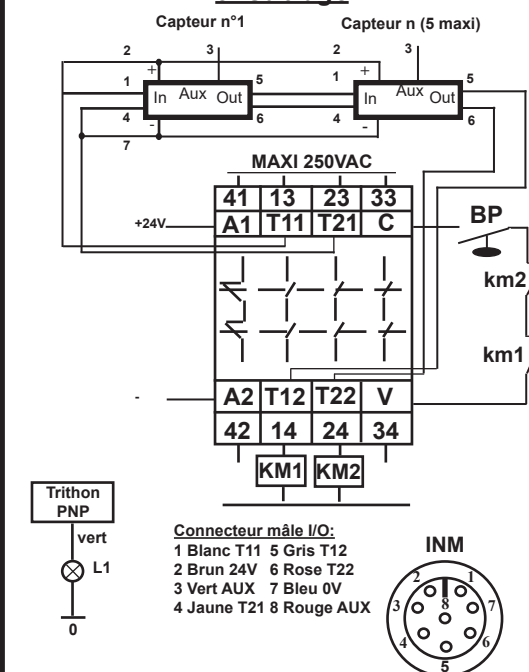 Capteur n°1
Capteur n (5 maxi)
2 3 2 3
1 + 5 1 + 5
In Aux Out In Aux Out
4 - 6 4 - 6
7
MAXI 250VAC
41 13 23 33
+24V A1 T11 T21 C
BP
km2
km1
- A2 T12 T22 V
42 14 24 34
KM1 KM2
Trithon
PNP
vert
L1
0
Connecteur mâle I/O:
1 Blanc T11 5 Gris T12
2 Brun 24V 6 Rose T22
3 Vert AUX 7 Bleu 0V
4 Jaune T21 8 Rouge AUX
INM
2 1
3 8 7
4 6
5